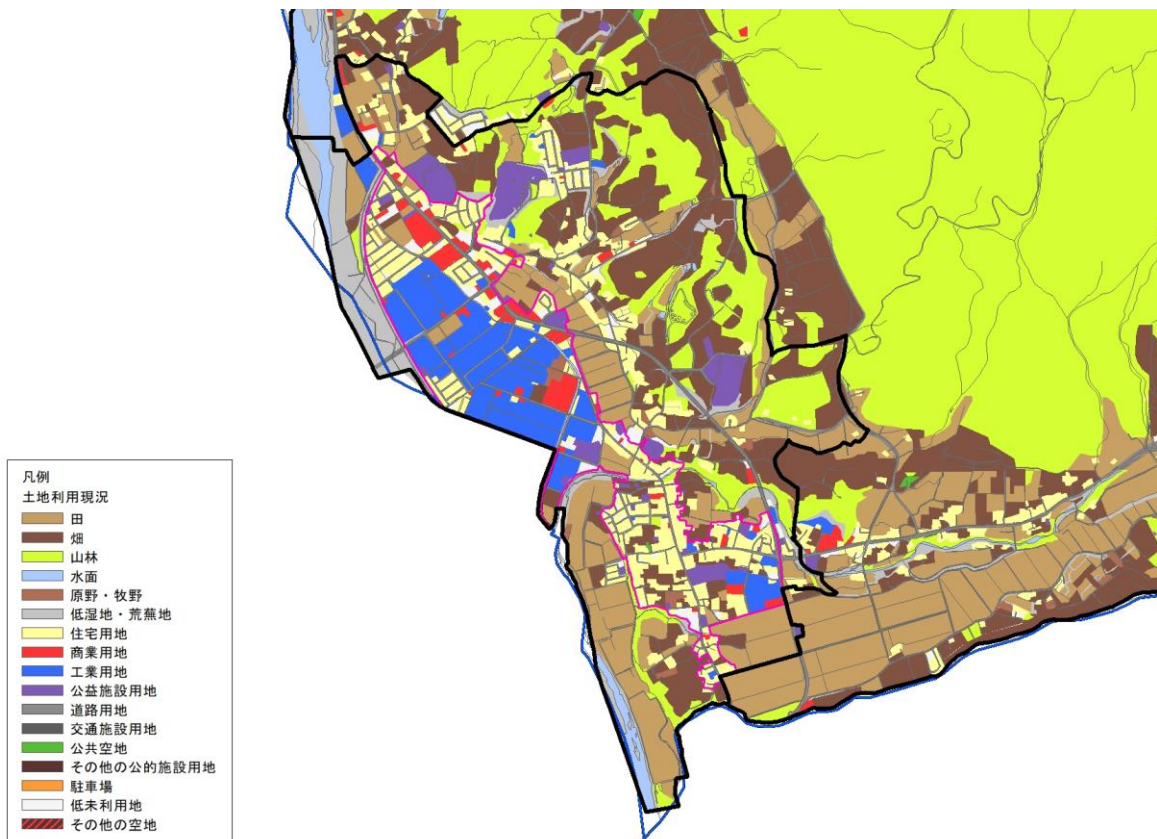 凡例
土地利用現況
田
畑
山林
水面
原野・牧野
低湿地・荒蕪地
住宅用地
商業用地
工業用地
公益施設用地
道路用地
交通施設用地
公共空地
その他の公的施設用地
駐車場
低未利用地
その他の空地